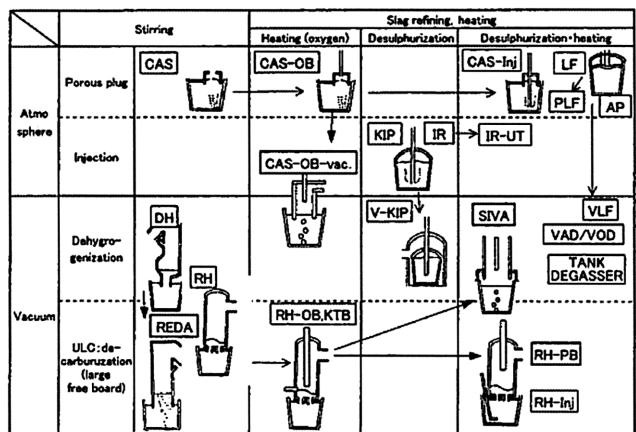 Slag refining, heating
Stirring
Heating (oxygen)
Desulphurization
Desulphurization·heating
Atmo
sphere
Porous plug
CAS
CAS-OB
CAS-Inj
LF
PLF
AP
Injection
CAS-OB-vac.
KIP
IR
IR-UT
Vacuum
Dehygro-
genization
DH
RH
V-KIP
SIVA
VLF
VAD/VOD
TANK
DEGASSER
ULC:de-
carburuzation
(large
free board)
REDA
RH-OB,KTB
RH-PB
RH-Inj